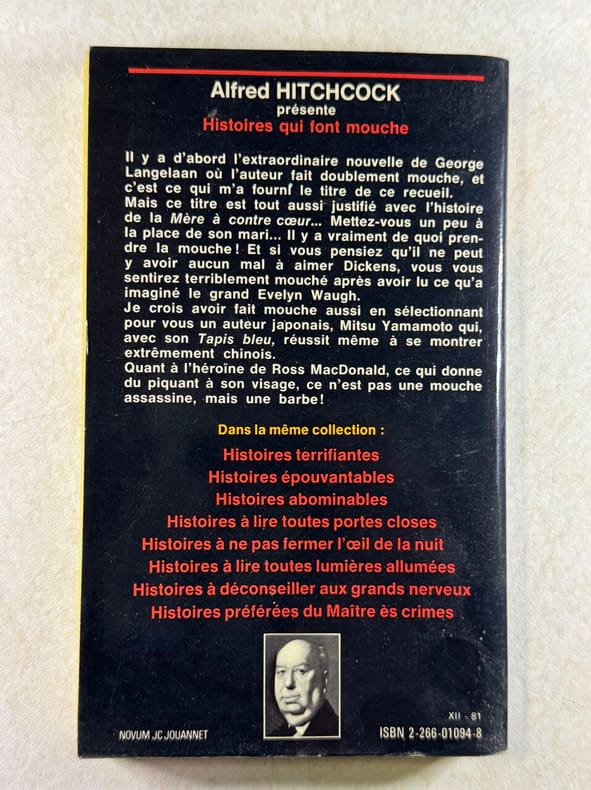 Alfred HITCHCOCK
présente
Histoires qui font mouche
Il y a d'abord l'extraordinaire nouvelle de George
Langelaan où l'auteur fait doublement mouche, et
c'est ce qui m'a fourni le titre de ce recueil.
Mais ce titre est tout aussi justifié avec l'histoire
de la Mère à contre cœur... Mettez-vous un peu à
la place de son mari... Il y a vraiment de quoi pren-
dre la mouche! Et si vous pensiez qu'il ne peut
y avoir aucun mal à aimer Dickens, vous vous
sentirez terriblement mouché après avoir lu ce qu'a
imaginé le grand Evelyn Waugh.
Je crois avoir fait mouche aussi en sélectionnant
pour vous un auteur japonais, Mitsu Yamamoto qui,
avec son Tapis bleu, réussit même à se montrer
extrêmement chinois.
Quant à l'héroïne de Ross MacDonald, ce qui donne
du piquant à son visage, ce n'est pas une mouche
assassine, mais une barbe!
Dans la même collection :
Histoires terrifiantes
Histoires épouvantables
Histoires abominables
Histoires à lire toutes portes closes
Histoires à ne pas fermer l'œil de la nuit
Histoires à lire toutes lumières allumées
Histoires à déconseiller aux grands nerveux
Histoires préférées du Maître ès crimes
XII - 81
NOVUM JC JOUANNET
ISBN 2-266-01094-8